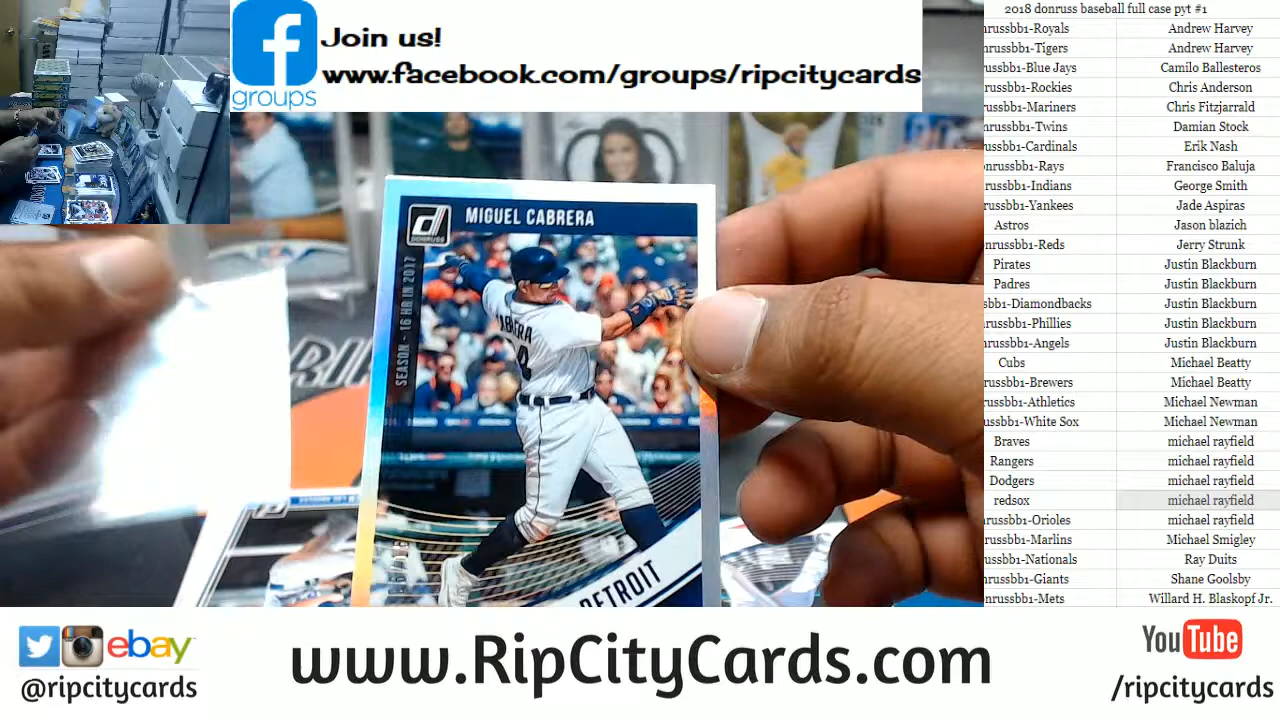 Join us!
www.facebook.com/groups/ripcitycards
groups
MIGUEL CABRERA
DONRUSS
SEASON - 16 HR IN 2017
DETROIT
2018 donruss baseball full case pyt #1
nrussbb1-Royals Andrew Harvey
nrussbb1-Tigers Andrew Harvey
russbb1-Blue Jays Camilo Ballesteros
nrussbb1-Rockies Chris Anderson
russbb1-Mariners Chris Fitzjarrald
nrussbb1-Twins Damian Stock
russbb1-Cardinals Erik Nash
onrussbb1-Rays Francisco Baluja
russbb1-Indians George Smith
russbb1-Yankees Jade Aspiras
Astros Jason blazich
onrussbb1-Reds Jerry Strunk
Pirates Justin Blackburn
Padres Justin Blackburn
sbb1-Diamondbacks Justin Blackburn
russbb1-Phillies Justin Blackburn
nrussbb1-Angels Justin Blackburn
Cubs Michael Beatty
russbb1-Brewers Michael Beatty
russbb1-Athletics Michael Newman
ussbb1-White Sox Michael Newman
Braves michael rayfield
Rangers michael rayfield
Dodgers michael rayfield
redsox michael rayfield
russbb1-Orioles michael rayfield
russbb1-Marlins Michael Smigley
ussbb1-Nationals Ray Duits
nrussbb1-Giants Shane Goolsby
nrussbb1-Mets Willard H. Blaskopf Jr.
ebay
@ripcitycards
www.RipCityCards.com
YouTube
/ripcitycards